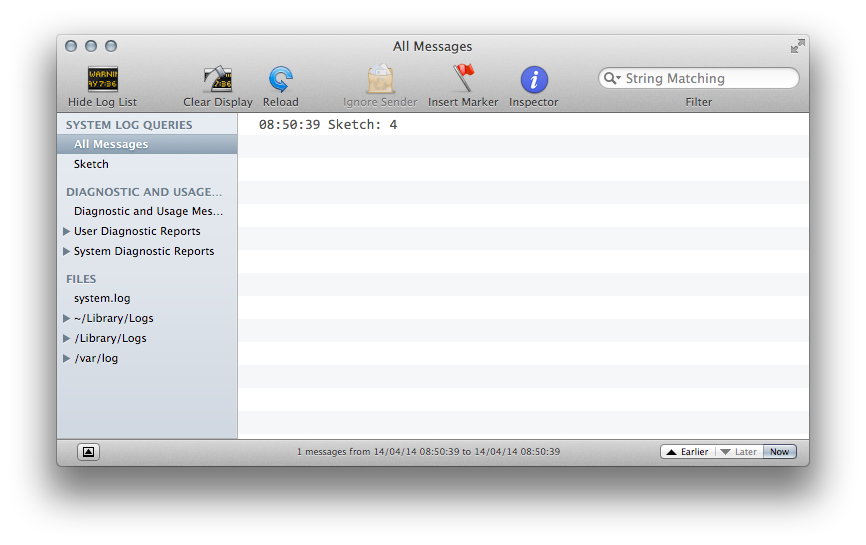 All Messages
WARNIN
AY 7:36
7:36
Hide Log List
Clear Display
Reload
Ignore Sender
Insert Marker
Inspector
String Matching
Filter
SYSTEM LOG QUERIES
All Messages
Sketch
DIAGNOSTIC AND USAGE...
Diagnostic and Usage Mes...
User Diagnostic Reports
System Diagnostic Reports
FILES
system.log
~/Library/Logs
/Library/Logs
/var/log
08:50:39 Sketch: 4
1 messages from 14/04/14 08:50:39 to 14/04/14 08:50:39
Earlier
Later
Now